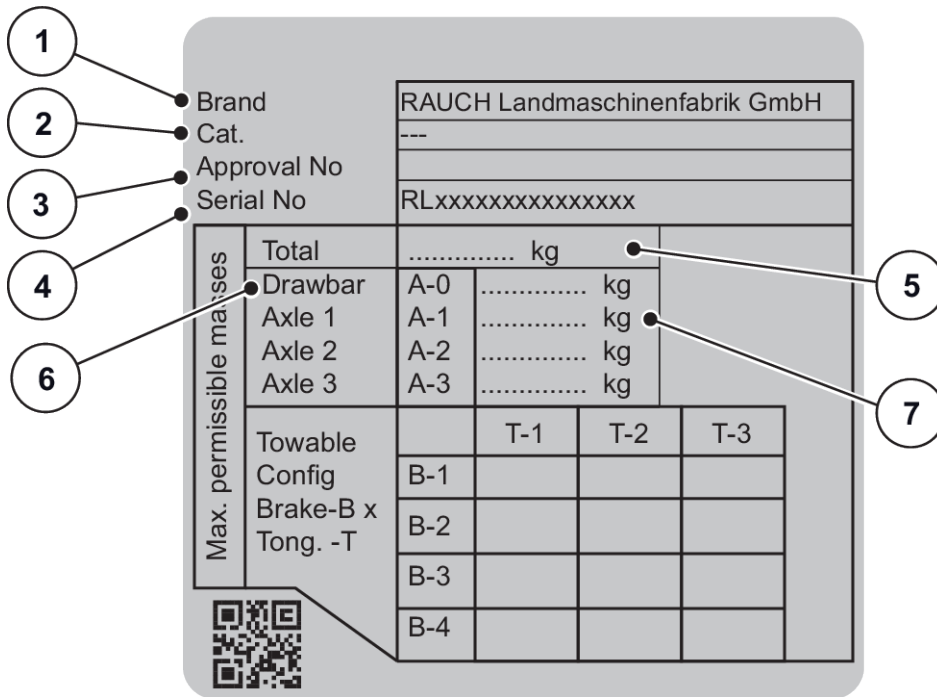 1
Brand RAUCH Landmaschinenfabrik GmbH
2
Cat. ---
Approval No
3
Serial No RLxxxxxxxxxxxxxxx
4
Max. permissible masses
Total .............. kg
5
Drawbar A-0 .............. kg
Axle 1 A-1 .............. kg
6
Axle 2 A-2 .............. kg
Axle 3 A-3 .............. kg
7
Towable
Config
Brake-B x
Tong. -T
T-1 T-2 T-3
B-1
B-2
B-3
B-4